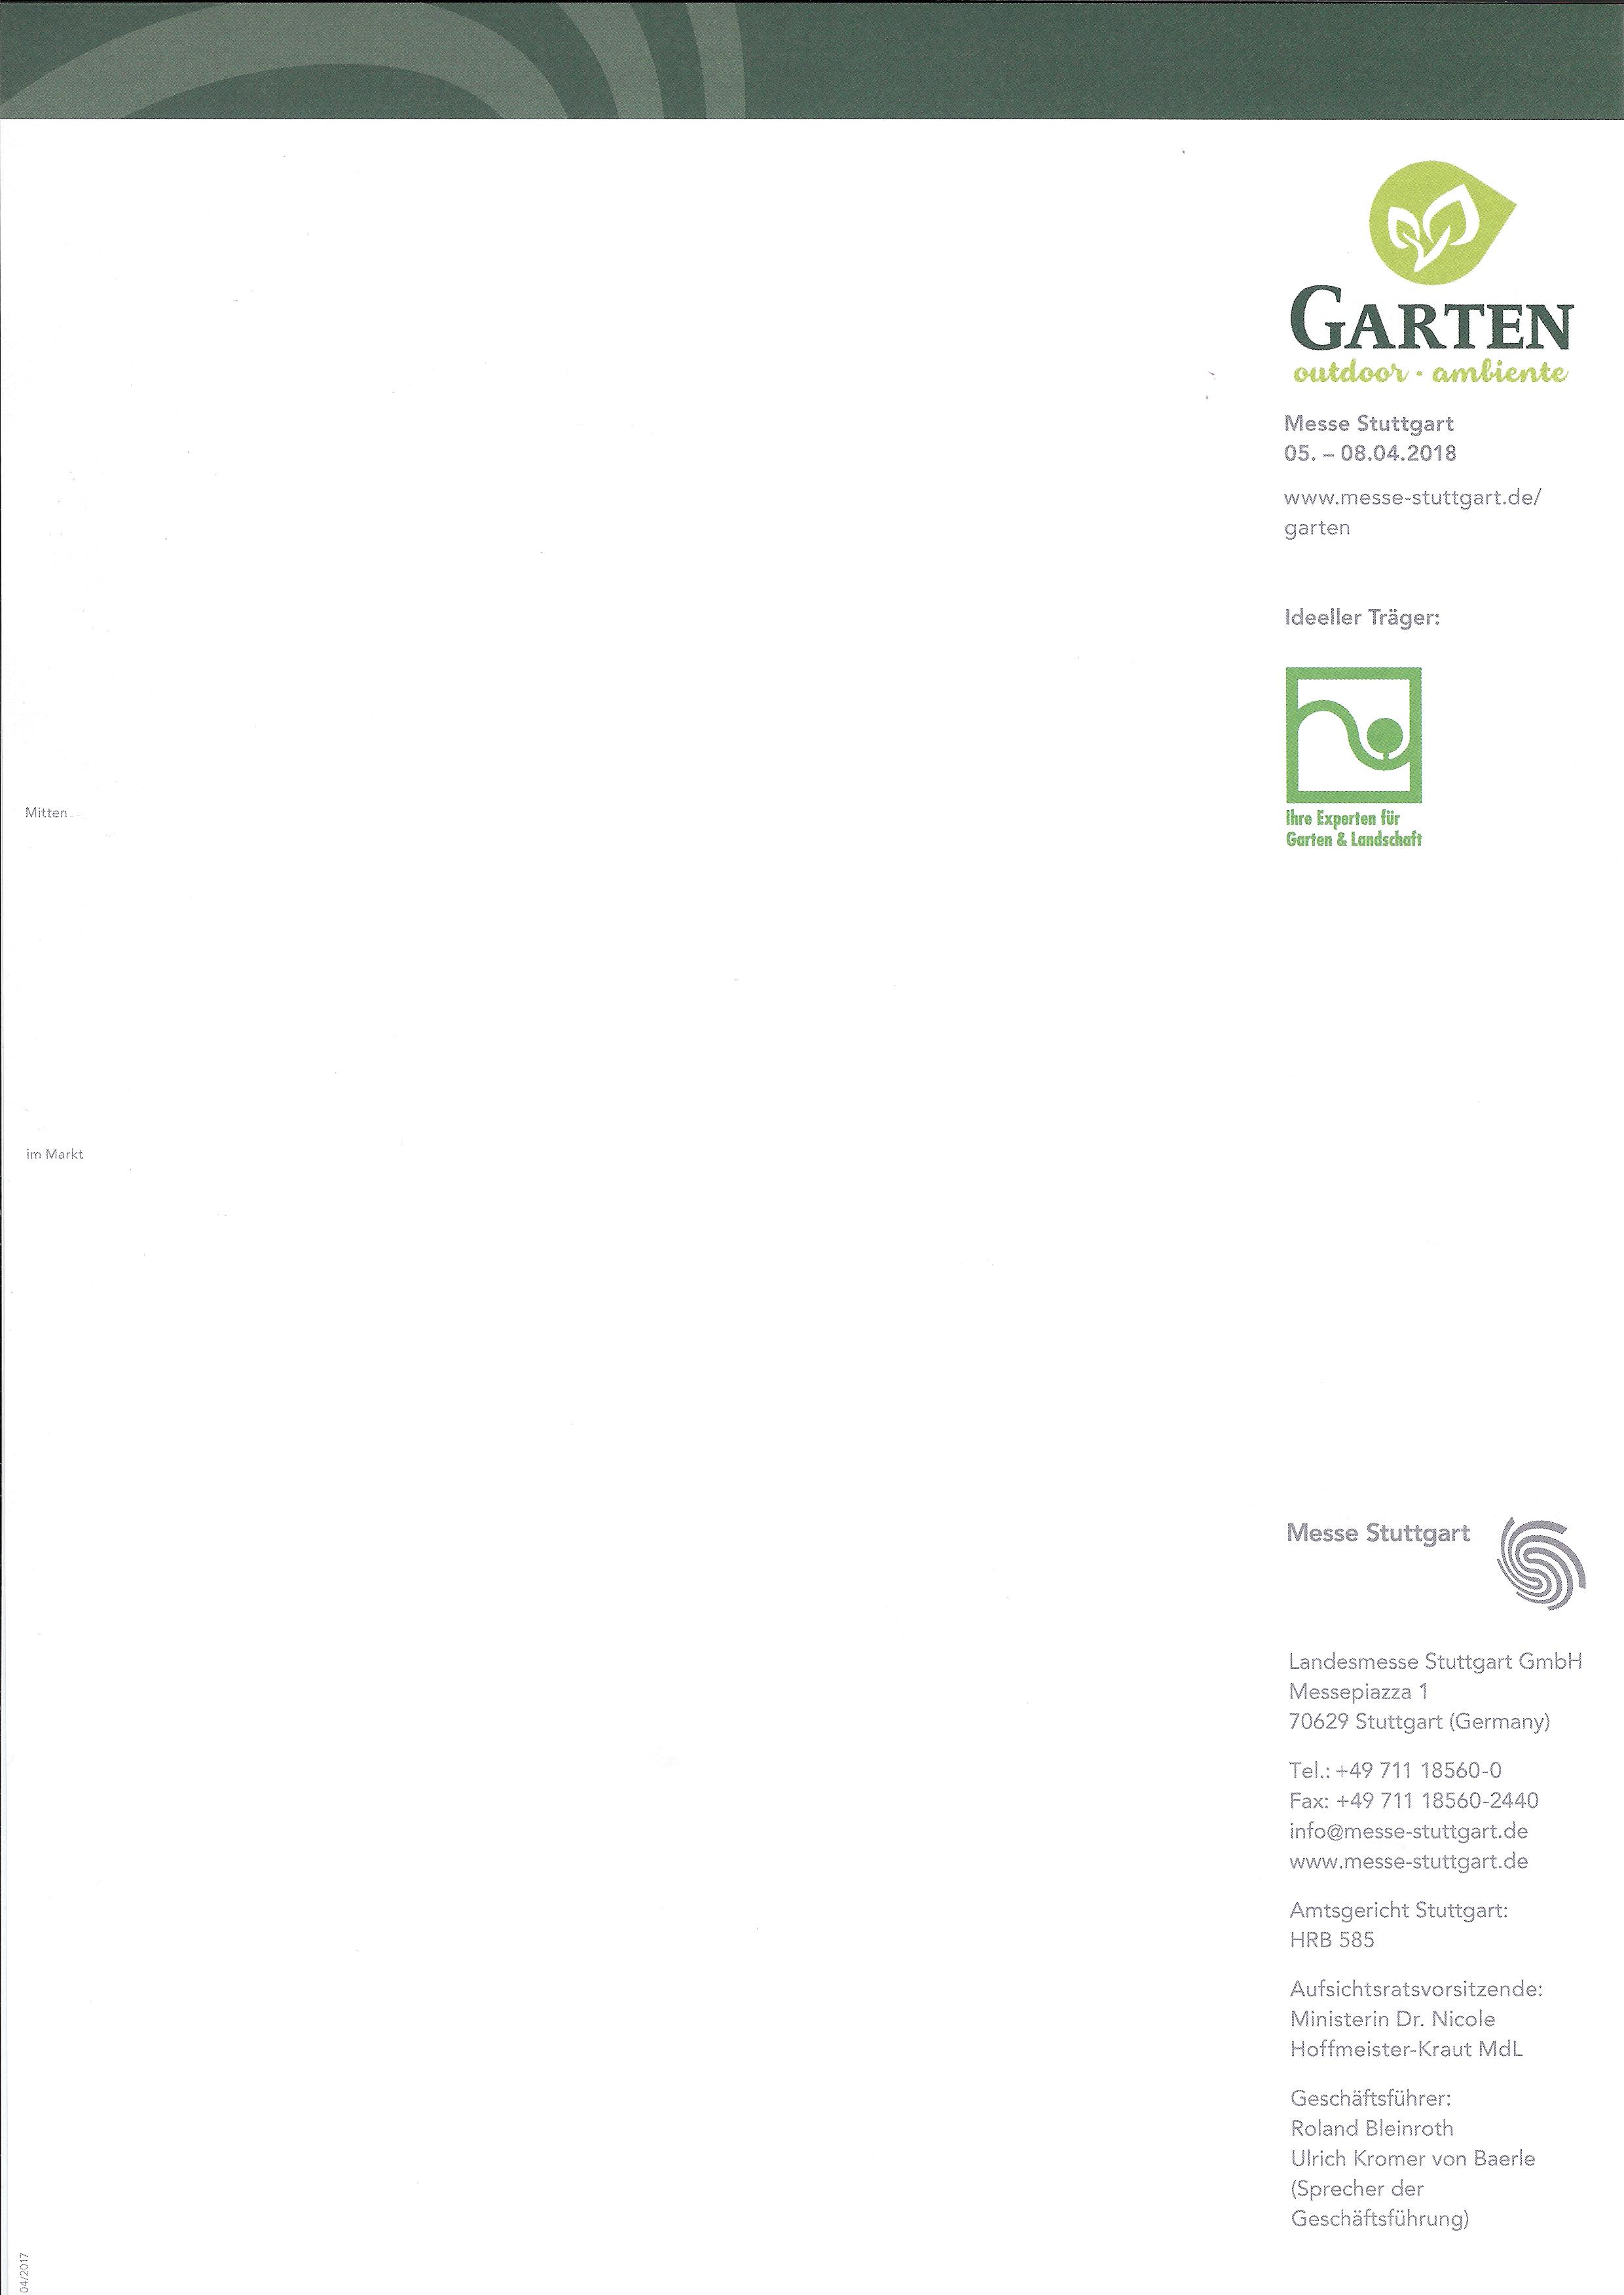 GARTEN
outdoor · ambiente
Messe Stuttgart
05. – 08.04.2018
www.messe-stuttgart.de/
garten
Ideeller Träger:
Ihre Experten für
Garten & Landschaft
Mitten
im Markt
Messe Stuttgart
Landesmesse Stuttgart GmbH
Messepiazza 1
70629 Stuttgart (Germany)
Tel.: +49 711 18560-0
Fax: +49 711 18560-2440
info@messe-stuttgart.de
www.messe-stuttgart.de
Amtsgericht Stuttgart:
HRB 585
Aufsichtsratsvorsitzende:
Ministerin Dr. Nicole
Hoffmeister-Kraut MdL
Geschäftsführer:
Roland Bleinroth
Ulrich Kromer von Baerle
(Sprecher der
Geschäftsführung)
04/2017